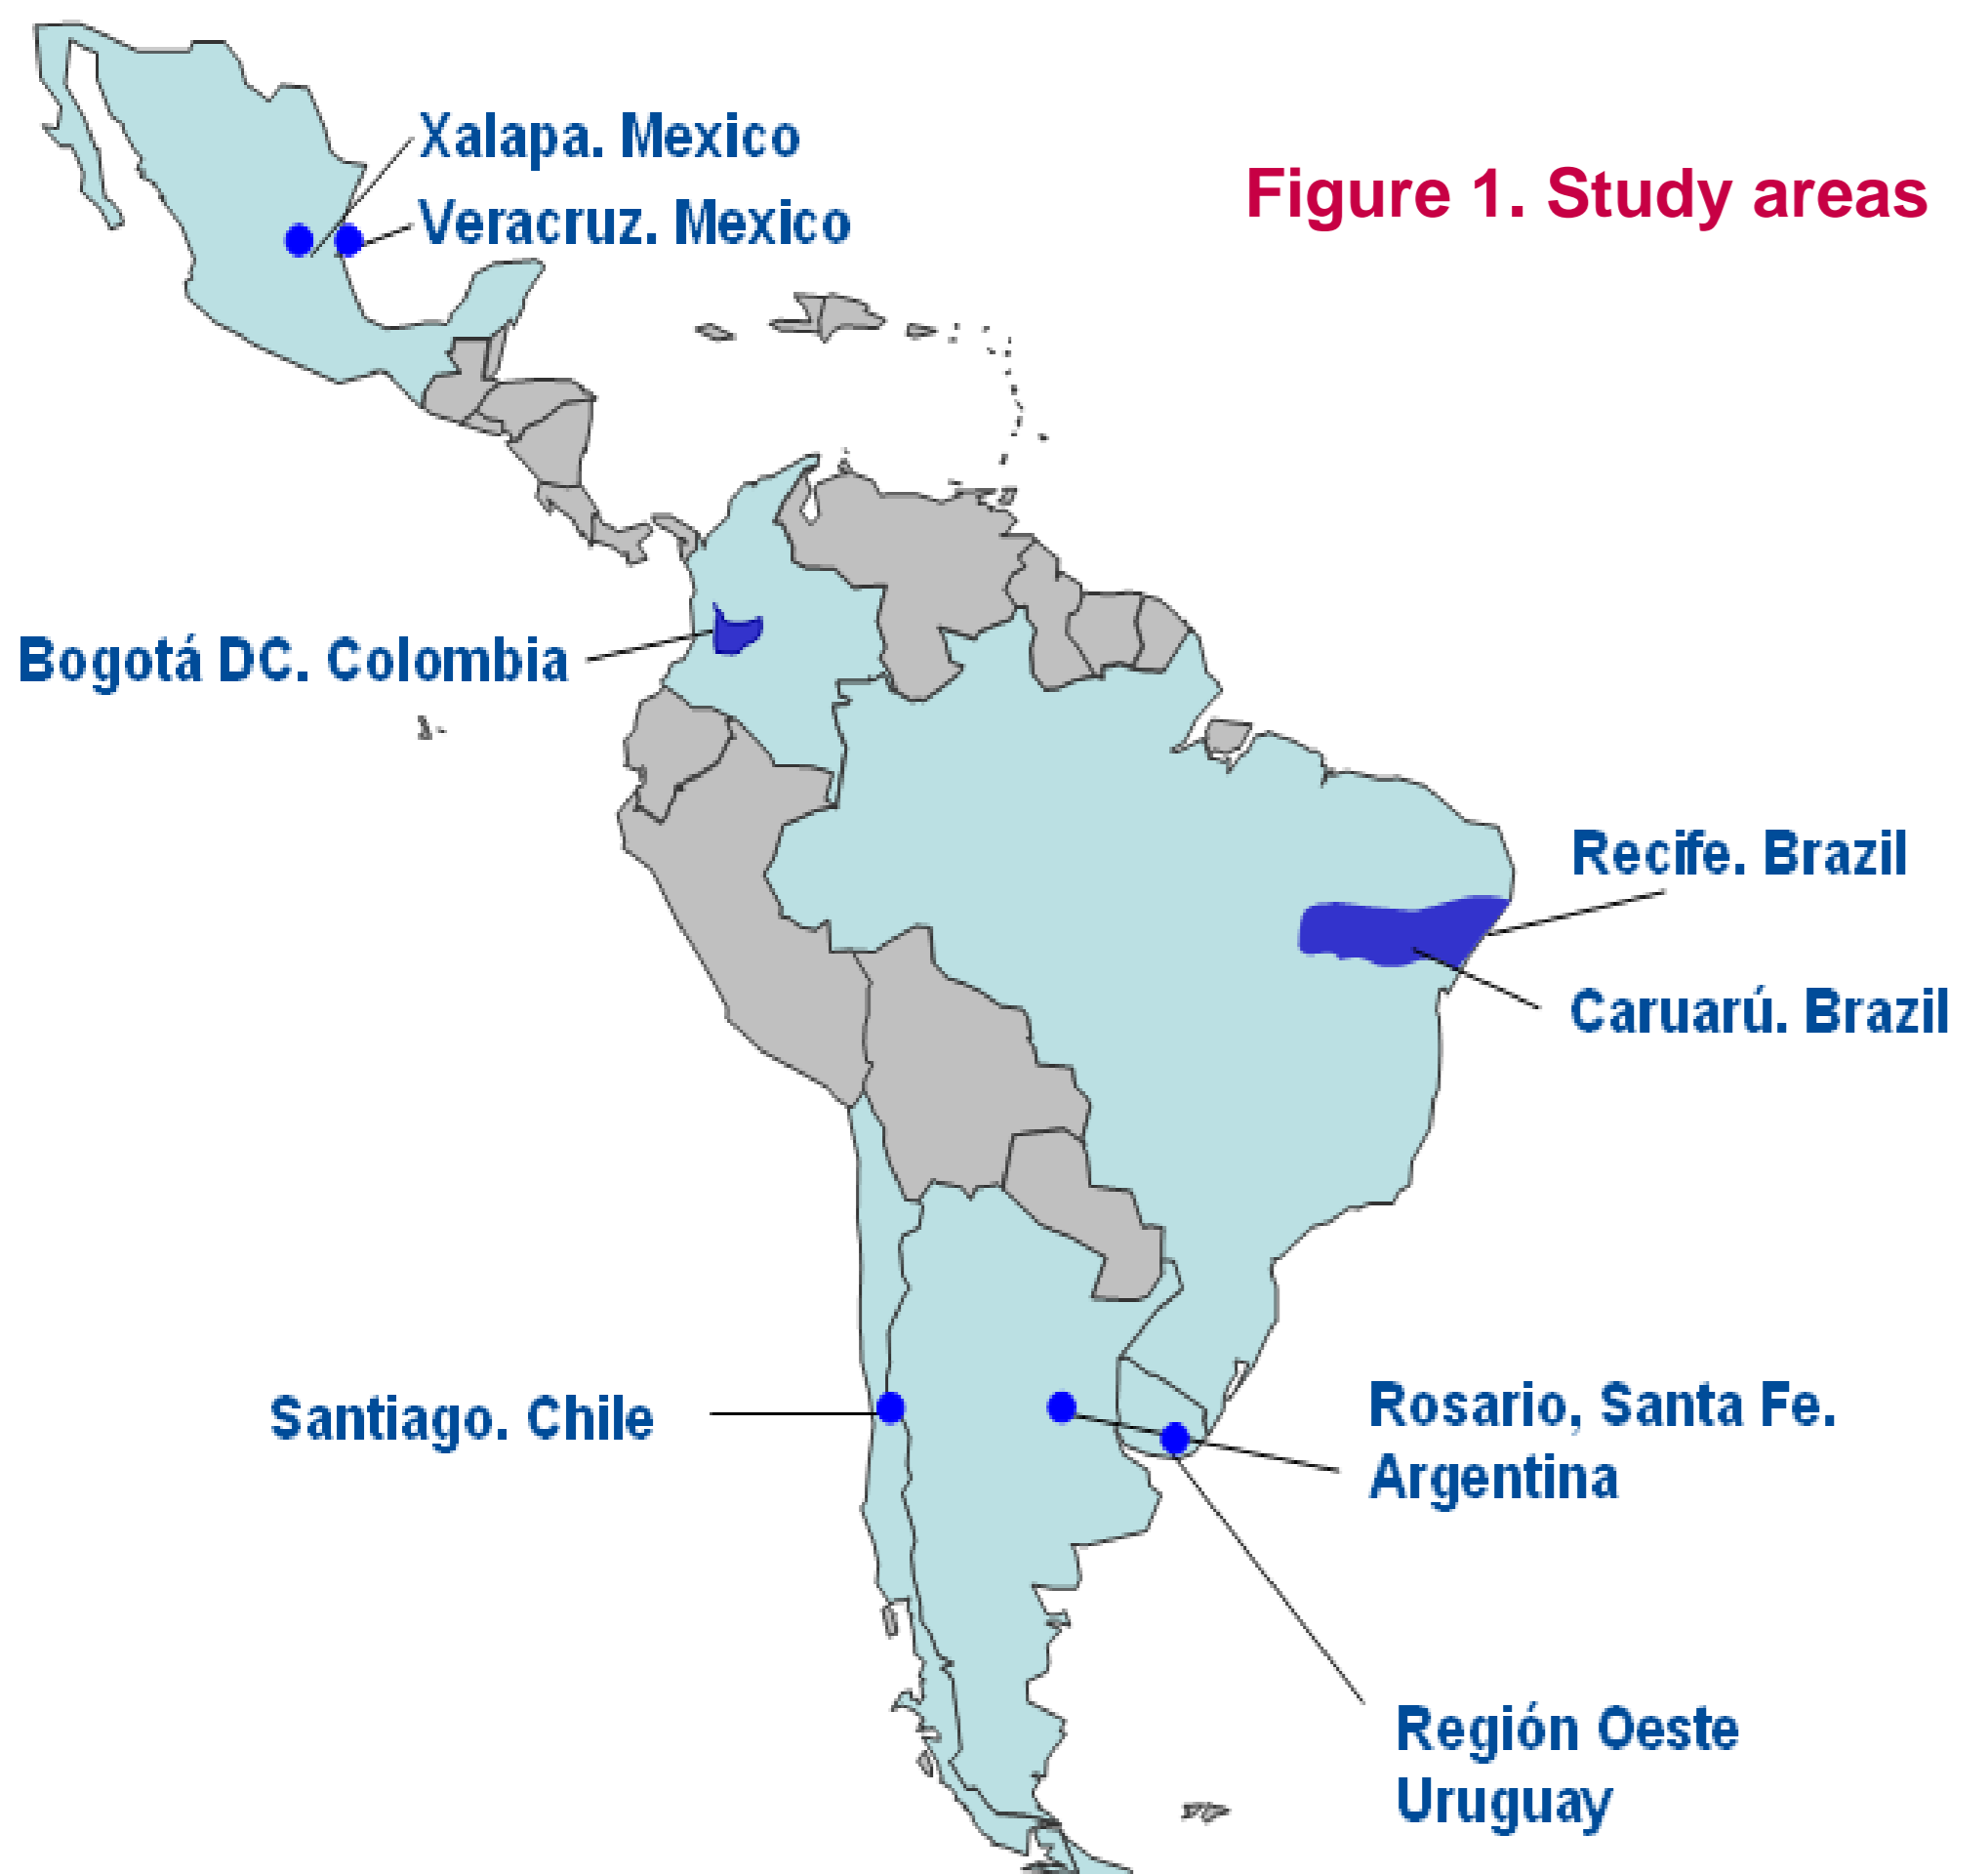 Xalapa. Mexico
Figure 1. Study areas
Veracruz. Mexico
Bogotá DC. Colombia
Recife. Brazil
Caruarú. Brazil
Santiago. Chile
Rosario, Santa Fe.
Argentina
Región Oeste
Uruguay